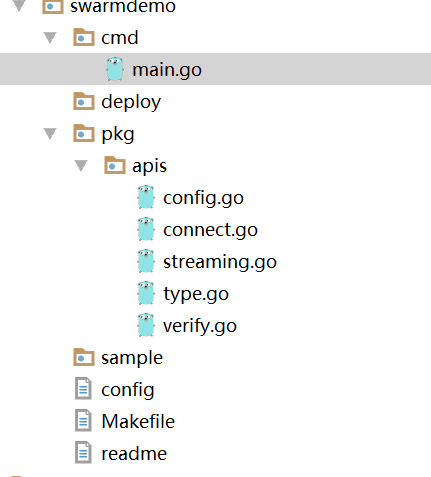 swarmdemo
cmd
main.go
deploy
pkg
apis
config.go
connect.go
streaming.go
type.go
verify.go
sample
config
Makefile
readme